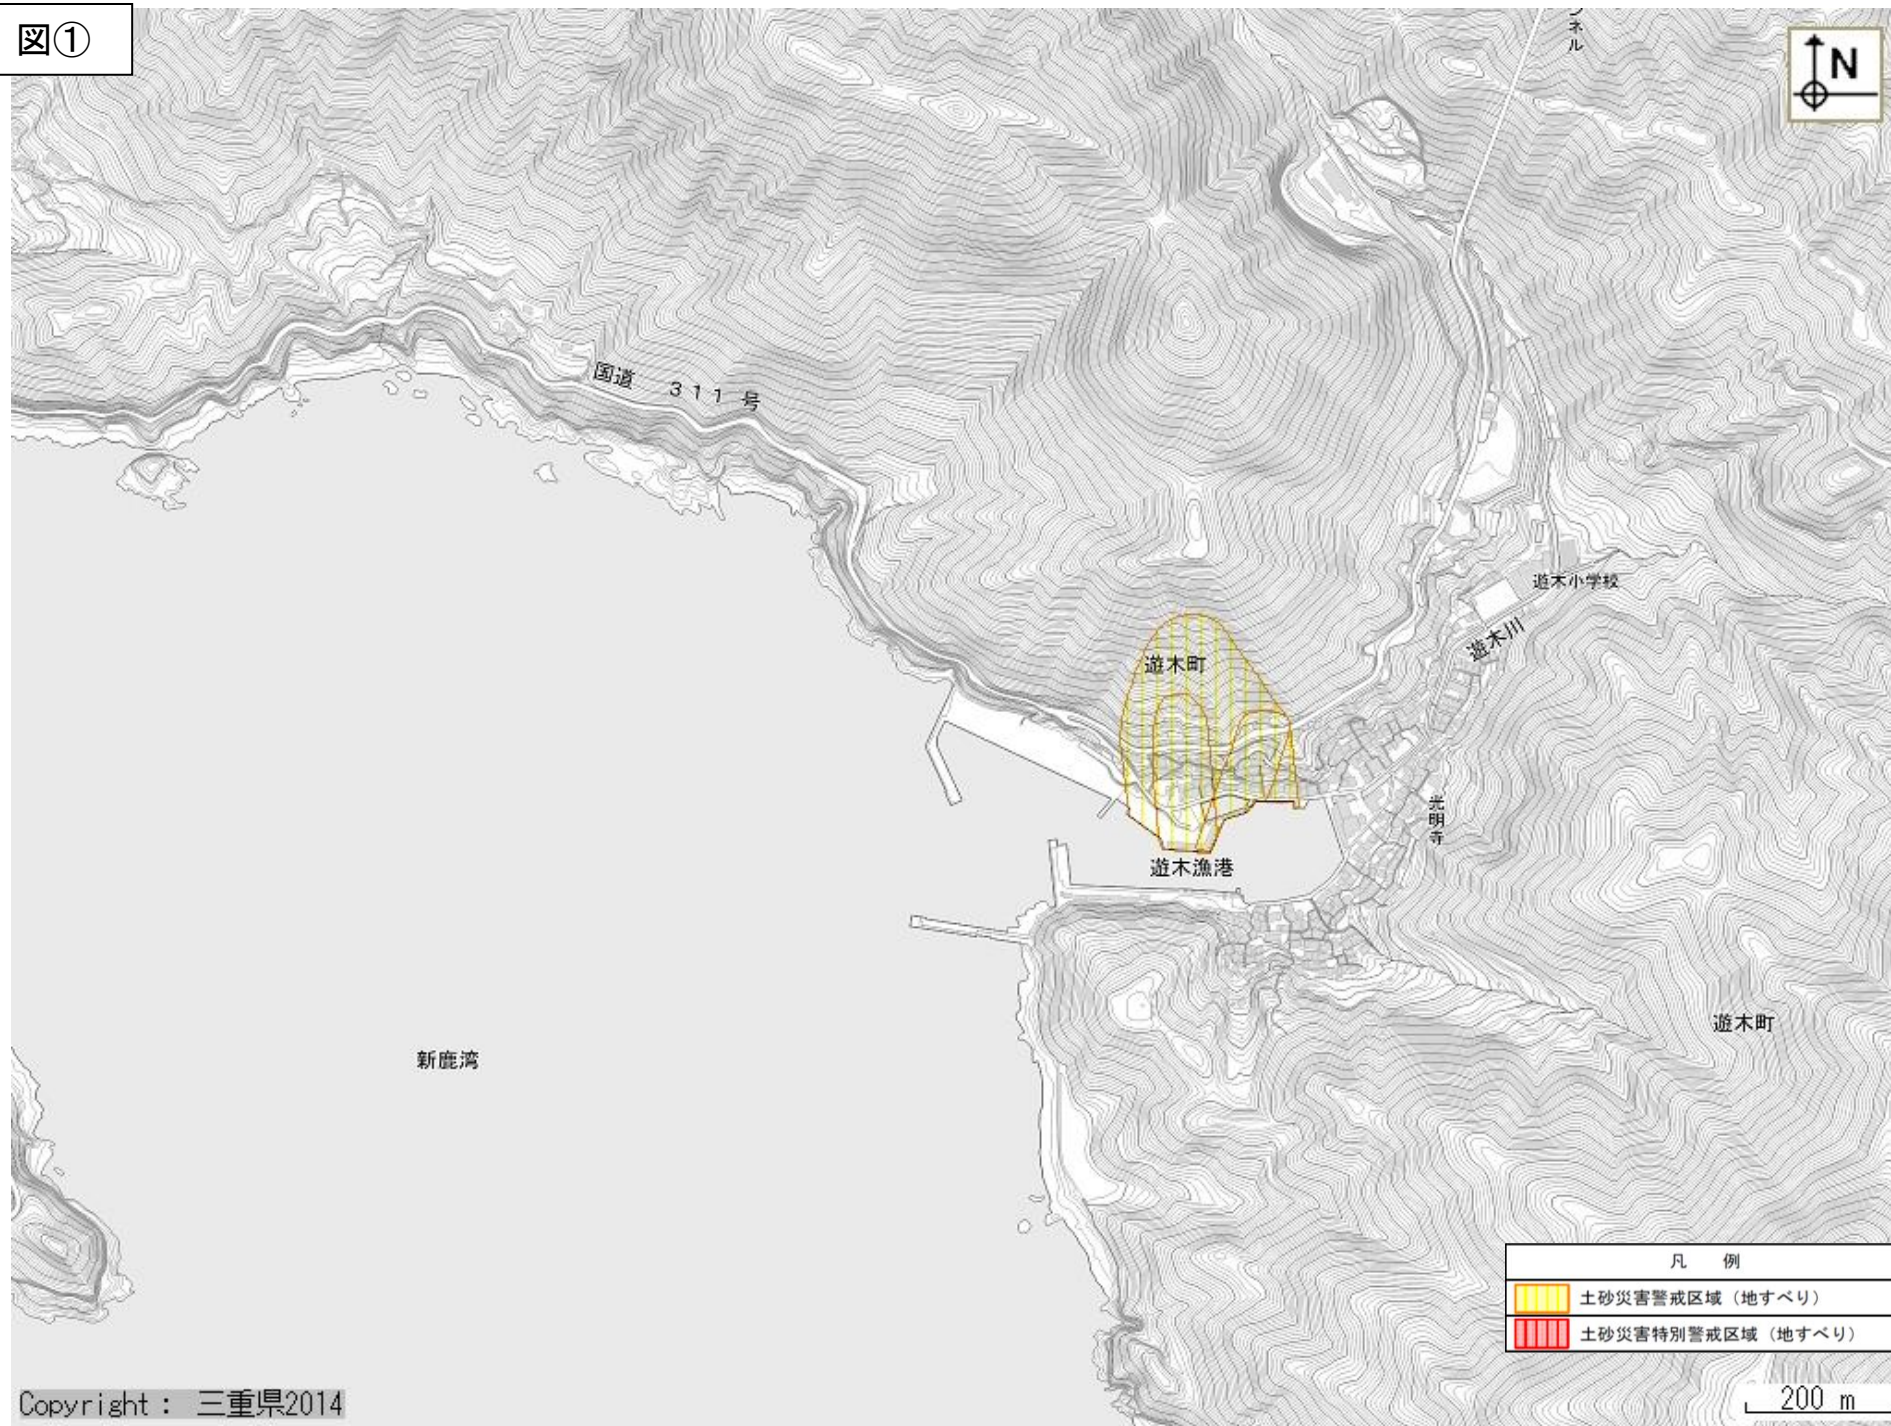 図①
ンネル
N
国道 311号
遊木小学校
遊木川
遊木町
光明寺
遊木漁港
遊木町
新鹿湾
凡 例
土砂災害警戒区域（地すべり）
土砂災害特別警戒区域（地すべり）
Copyright： 三重県2014
200 m